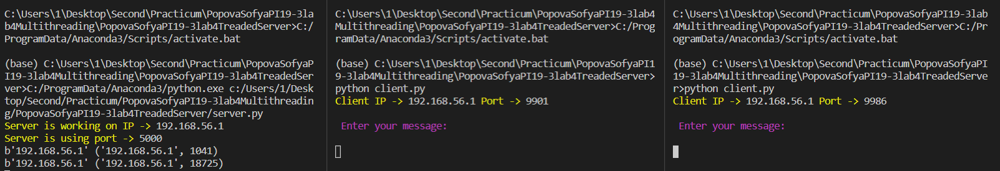 C:\Users\1\Desktop\Second\Practicum\PopovaSofyaPI19-3la
b4Multithreading\PopovaSofyaPI19-3lab4TreadedServer>C:/
ProgramData/Anaconda3/Scripts/activate.bat
(base) C:\Users\1\Desktop\Second\Practicum\PopovaSofyaP
I19-3lab4Multithreading\PopovaSofyaPI19-3lab4TreadedSer
ver>C:/ProgramData/Anaconda3/python.exe c:/Users/1/Desk
top/Second/Practicum/PopovaSofyaPI19-3lab4Multithreadin
g/PopovaSofyaPI19-3lab4TreadedServer/server.py
Server is working on IP -> 192.168.56.1
Server is using port -> 5000
b'192.168.56.1' ('192.168.56.1', 1041)
b'192.168.56.1' ('192.168.56.1', 18725)
C:\Users\1\Desktop\Second\Practicum\PopovaSofyaPI19-3lab4
Multithreading\PopovaSofyaPI19-3lab4TreadedServer>C:/Prog
ramData/Anaconda3/Scripts/activate.bat
(base) C:\Users\1\Desktop\Second\Practicum\PopovaSofyaPI1
9-3lab4Multithreading\PopovaSofyaPI19-3lab4TreadedServer>
python client.py
Client IP -> 192.168.56.1 Port -> 9901
Enter your message:
C:\Users\1\Desktop\Second\Practicum\PopovaSofyaPI19-3lab
4Multithreading\PopovaSofyaPI19-3lab4TreadedServer>C:/Pr
ogramData/Anaconda3/Scripts/activate.bat
(base) C:\Users\1\Desktop\Second\Practicum\PopovaSofyaPI
19-3lab4Multithreading\PopovaSofyaPI19-3lab4TreadedServe
r>python client.py
Client IP -> 192.168.56.1 Port -> 9986
Enter your message: